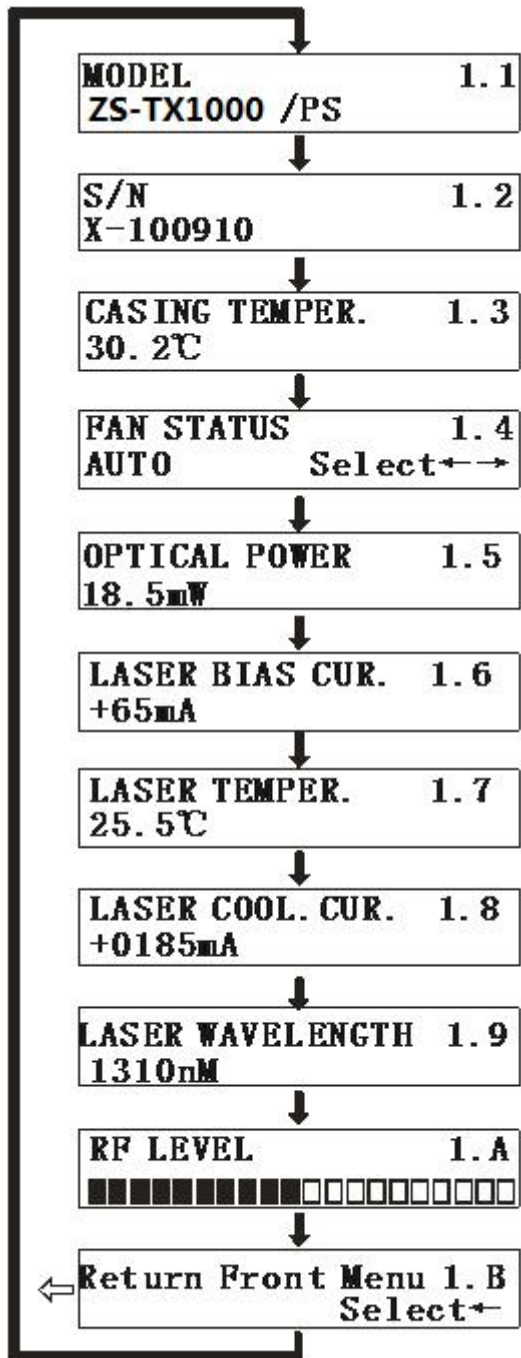 MODEL 1.1
ZS-TX1000 /PS
S/N 1.2
X-100910
CASING TEMPER. 1.3
30.2℃
FAN STATUS 1.4
AUTO Select←→
OPTICAL POWER 1.5
18.5mW
LASER BIAS CUR. 1.6
+65mA
LASER TEMPER. 1.7
25.5℃
LASER COOL.CUR. 1.8
+0185mA
LASER WAVELENGTH 1.9
1310nM
RF LEVEL 1.A
Return Front Menu 1.B
Select←